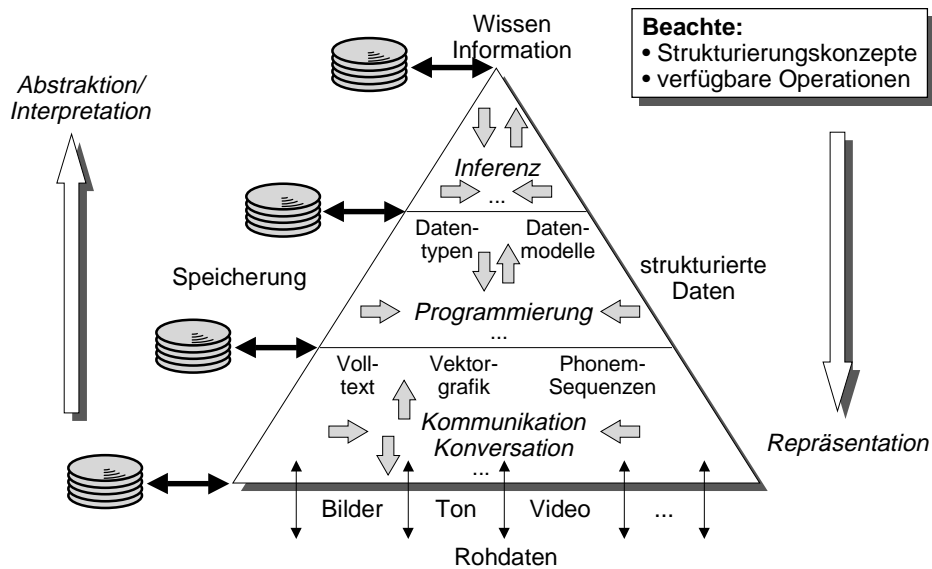 Wissen
Information
Beachte:
• Strukturierungskonzepte
• verfügbare Operationen
Abstraktion/
Interpretation
Inferenz
...
Daten-
typen
Daten-
modelle
Speicherung
strukturierte
Daten
Programmierung
...
Voll-
text
Vektor-
grafik
Phonem-
Sequenzen
Kommunikation
Konversation
...
Repräsentation
Bilder Ton Video ...
Rohdaten